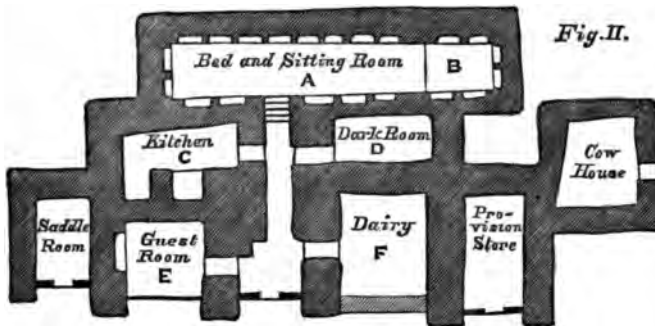 Fig. II.
Bed and Sitting Room
A
B
Kitchen
C
Dark Room
D
Cow
House
Saddle
Room
Guest
Room
E
Dairy
F
Pro-
vision
Store